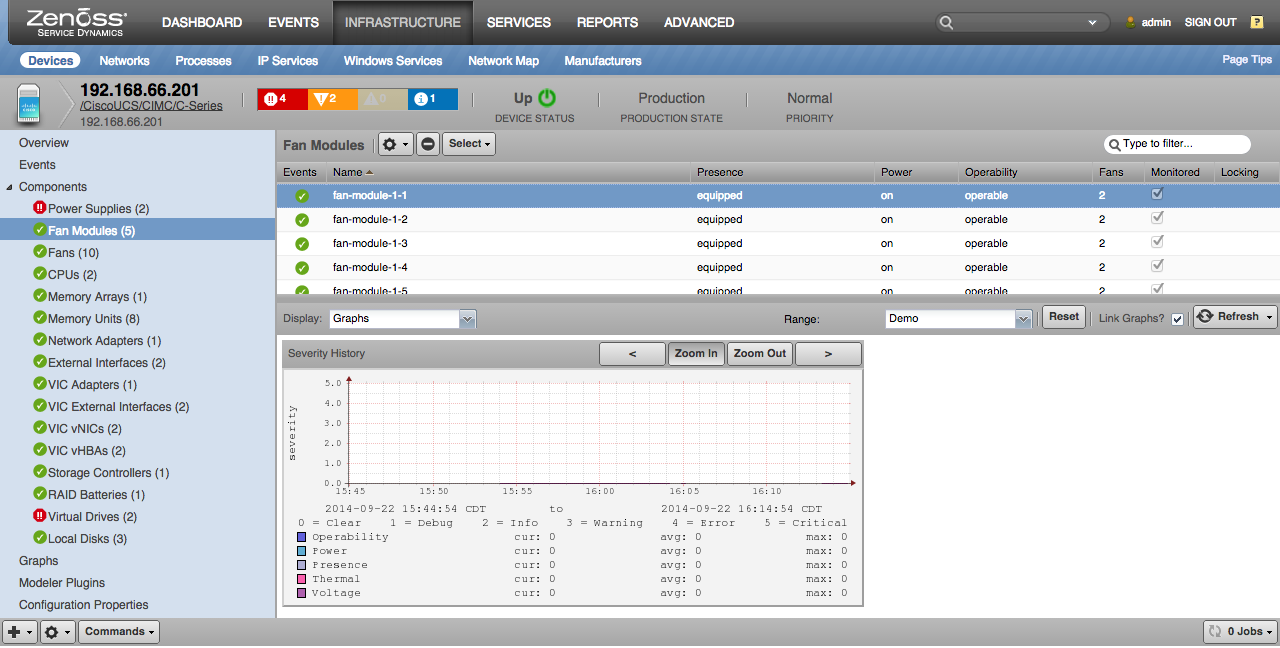 Zenoss
SERVICE DYNAMICS
DASHBOARD EVENTS INFRASTRUCTURE SERVICES REPORTS ADVANCED
admin SIGN OUT ?
Devices Networks Processes IP Services Windows Services Network Map Manufacturers Page Tips
192.168.66.201
/CiscoUCS/CIMC/C-Series
192.168.66.201
4 2 0 1
Up
DEVICE STATUS
Production
PRODUCTION STATE
Normal
PRIORITY
Overview
Events
Components
Power Supplies (2)
Fan Modules (5)
Fans (10)
CPUs (2)
Memory Arrays (1)
Memory Units (8)
Network Adapters (1)
External Interfaces (2)
VIC Adapters (1)
VIC External Interfaces (2)
VIC vNICs (2)
VIC vHBAs (2)
Storage Controllers (1)
RAID Batteries (1)
Virtual Drives (2)
Local Disks (3)
Graphs
Modeler Plugins
Configuration Properties
Fan Modules Select Type to filter...
Events Name Presence Power Operability Fans Monitored Locking
fan-module-1-1 equipped on operable 2
fan-module-1-2 equipped on operable 2
fan-module-1-3 equipped on operable 2
fan-module-1-4 equipped on operable 2
fan-module-1-5 equipped on operable 2
Display: Graphs Range: Demo Reset Link Graphs? Refresh
Severity History < Zoom In Zoom Out >
severity
5.0
4.0
3.0
2.0
1.0
0.0
15:45 15:50 15:55 16:00 16:05 16:10
2014-09-22 15:44:54 CDT to 2014-09-22 16:14:54 CDT
0 = Clear 1 = Debug 2 = Info 3 = Warning 4 = Error 5 = Critical
Operability cur: 0 avg: 0 max: 0
Power cur: 0 avg: 0 max: 0
Presence cur: 0 avg: 0 max: 0
Thermal cur: 0 avg: 0 max: 0
Voltage cur: 0 avg: 0 max: 0
Commands 0 Jobs